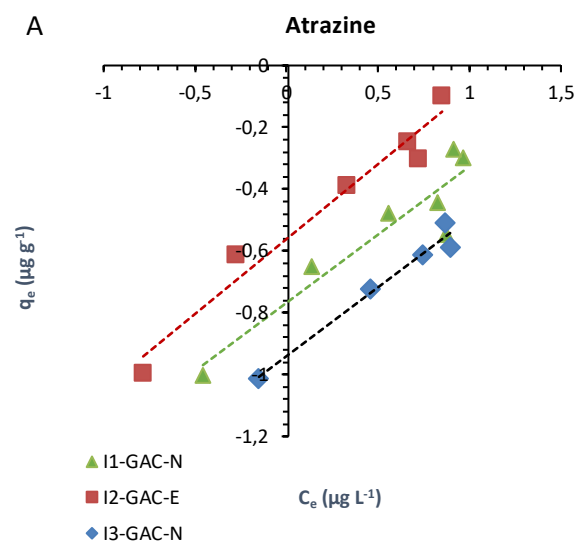 A
Atrazine
0
-1
-0,5
0
0,5
1
1,5
-0,2
-0,4
-0,6
-0,8
-1
-1,2
qe (µg g-1)
Ce (µg L-1)
I1-GAC-N
I2-GAC-E
I3-GAC-N